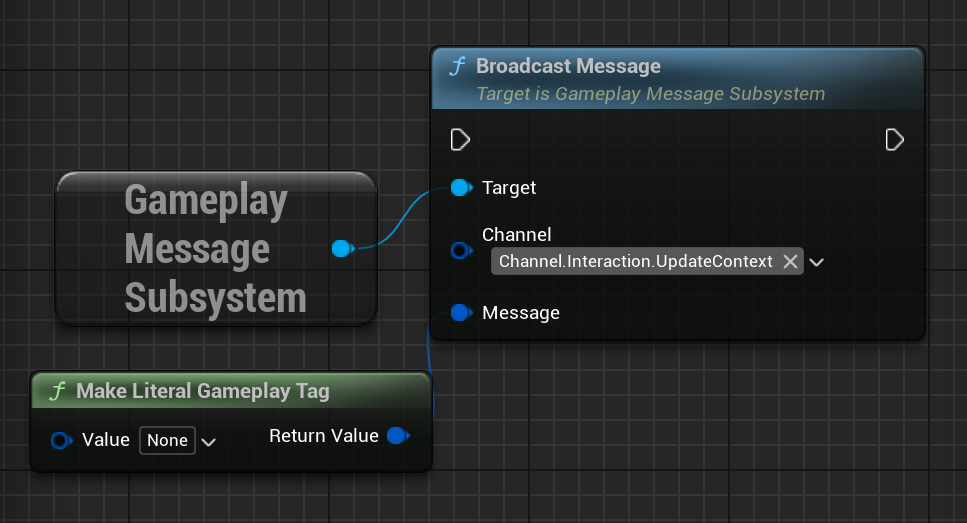 f Broadcast Message
Target is Gameplay Message Subsystem
Gameplay
Message
Subsystem
Target
Channel
Channel.Interaction.UpdateContext
Message
f Make Literal Gameplay Tag
Value None Return Value